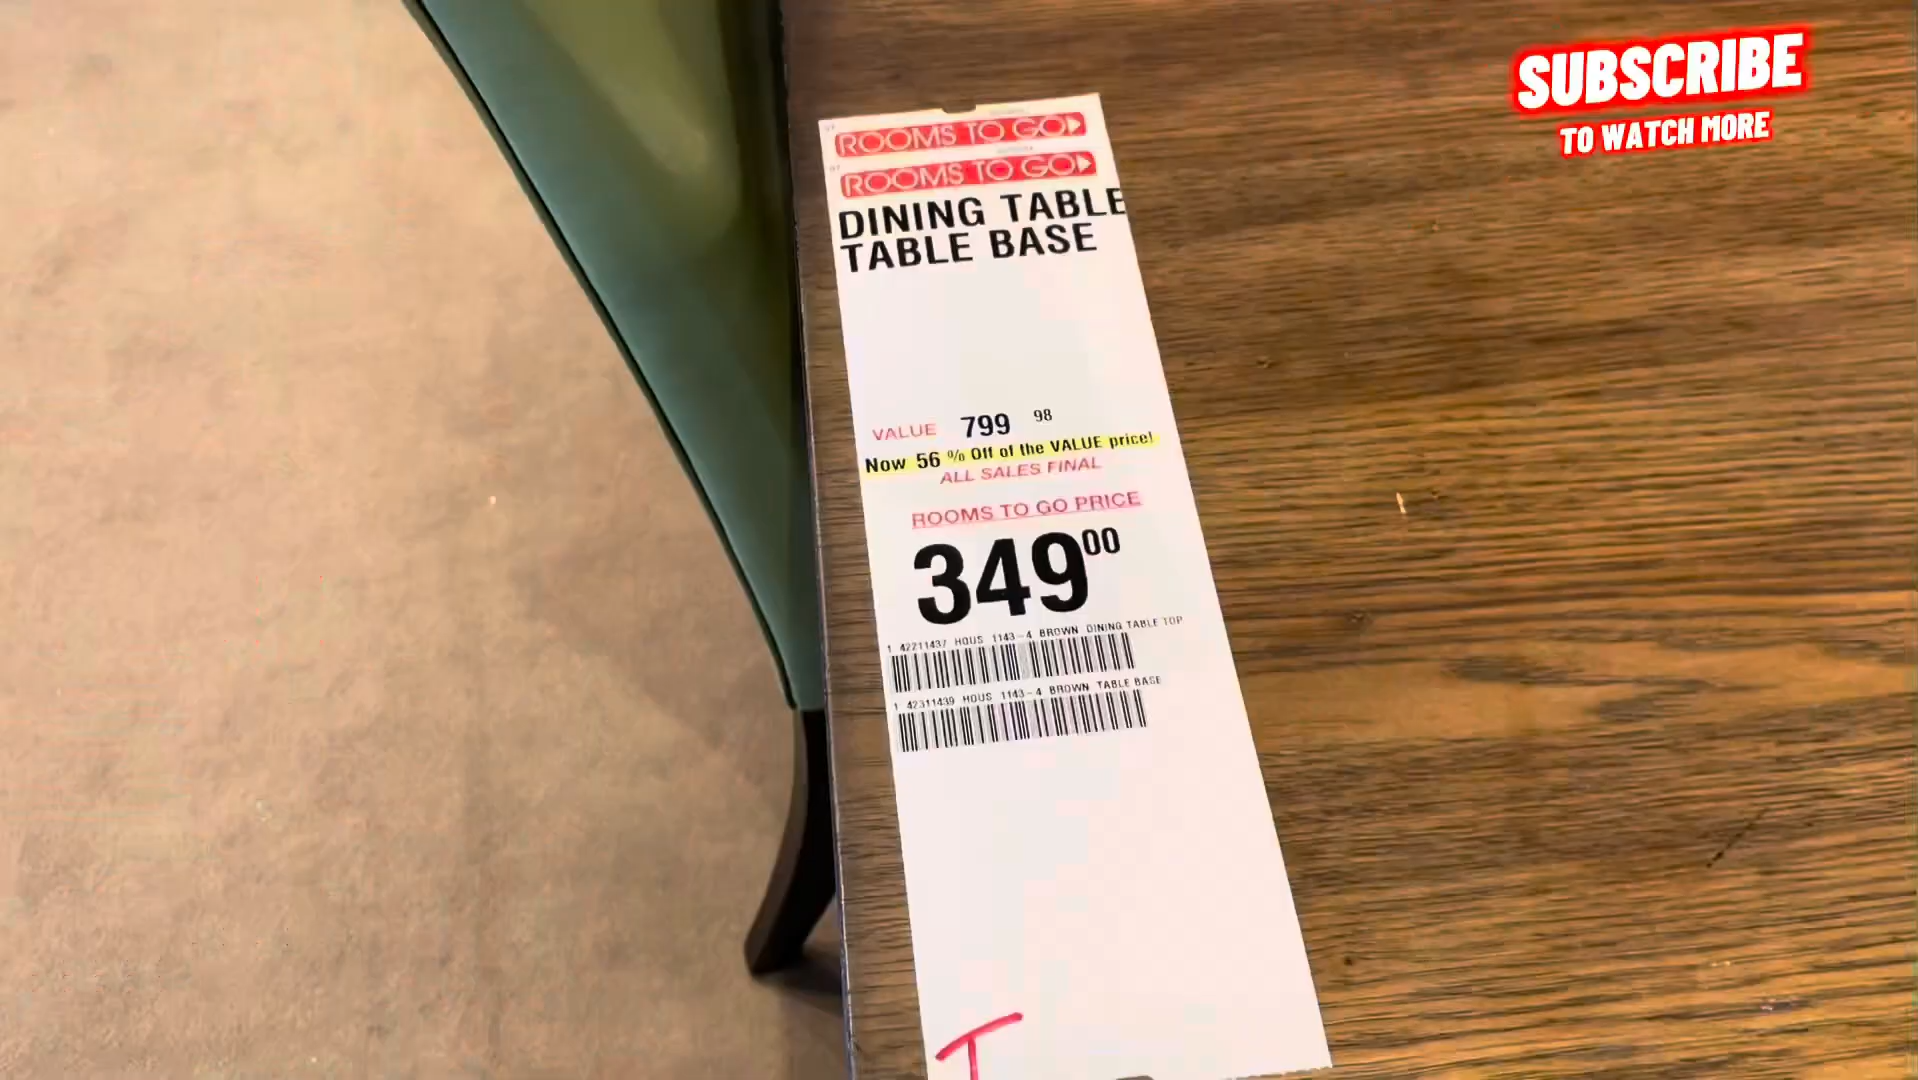 SUBSCRIBE
TO WATCH MORE
ROOMS TO GO
ROOMS TO GO
DINING TABLE
TABLE BASE
VALUE 799 98
Now 56 % Off of the VALUE price!
ALL SALES FINAL
ROOMS TO GO PRICE
349 00
1 42211437 HOUS 1143-4 BROWN DINING TABLE TOP
1 42311439 HOUS 1143-4 BROWN TABLE BASE